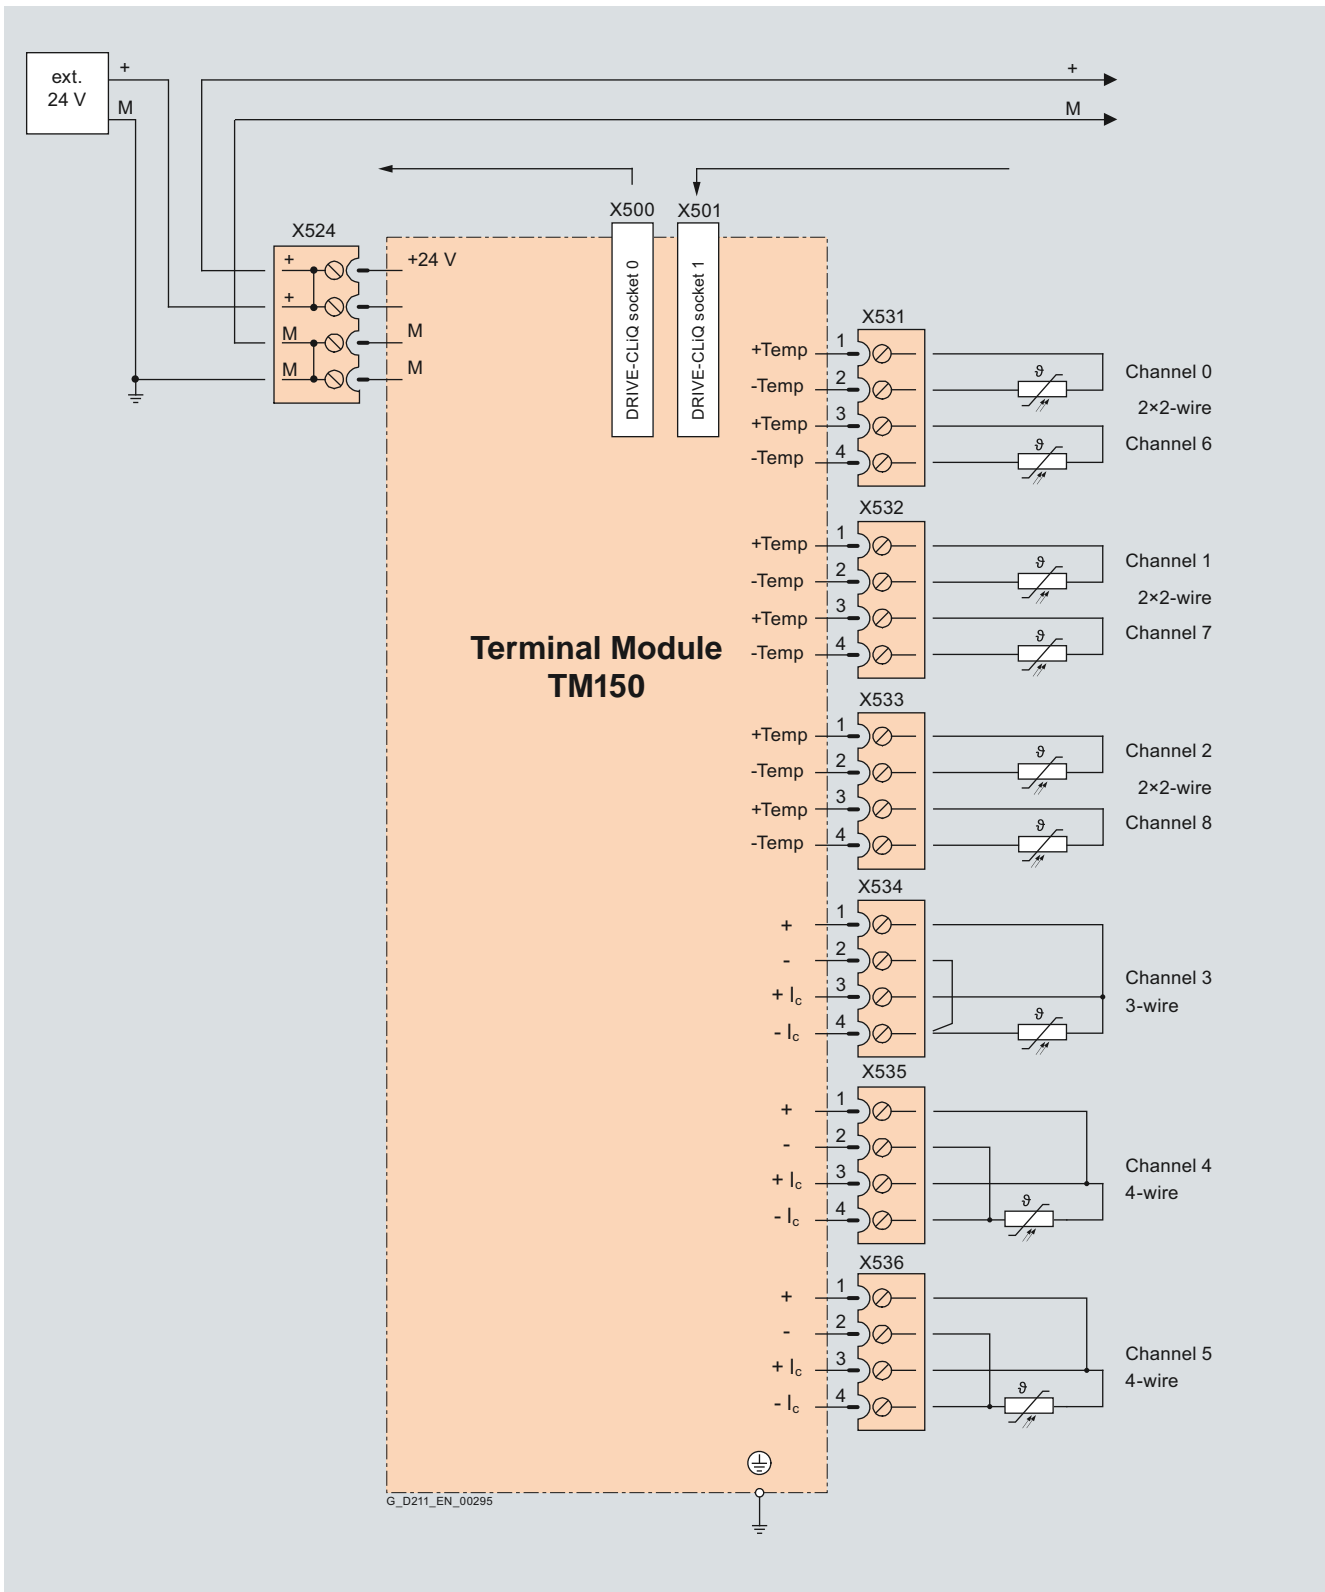 ext.
24 V
+
M
+
M
X500
X501
X524
+
+
M
M
+24 V
M
M
DRIVE-CLiQ socket 0
DRIVE-CLiQ socket 1
Terminal Module
TM150
X531
+Temp 1
-Temp 2
+Temp 3
-Temp 4
ϑ
ϑ
Channel 0
2×2-wire
Channel 6
X532
+Temp 1
-Temp 2
+Temp 3
-Temp 4
ϑ
ϑ
Channel 1
2×2-wire
Channel 7
X533
+Temp 1
-Temp 2
+Temp 3
-Temp 4
ϑ
ϑ
Channel 2
2×2-wire
Channel 8
X534
+ 1
- 2
+ Ic 3
- Ic 4
ϑ
Channel 3
3-wire
X535
+ 1
- 2
+ Ic 3
- Ic 4
ϑ
Channel 4
4-wire
X536
+ 1
- 2
+ Ic 3
- Ic 4
ϑ
Channel 5
4-wire
G_D211_EN_00295